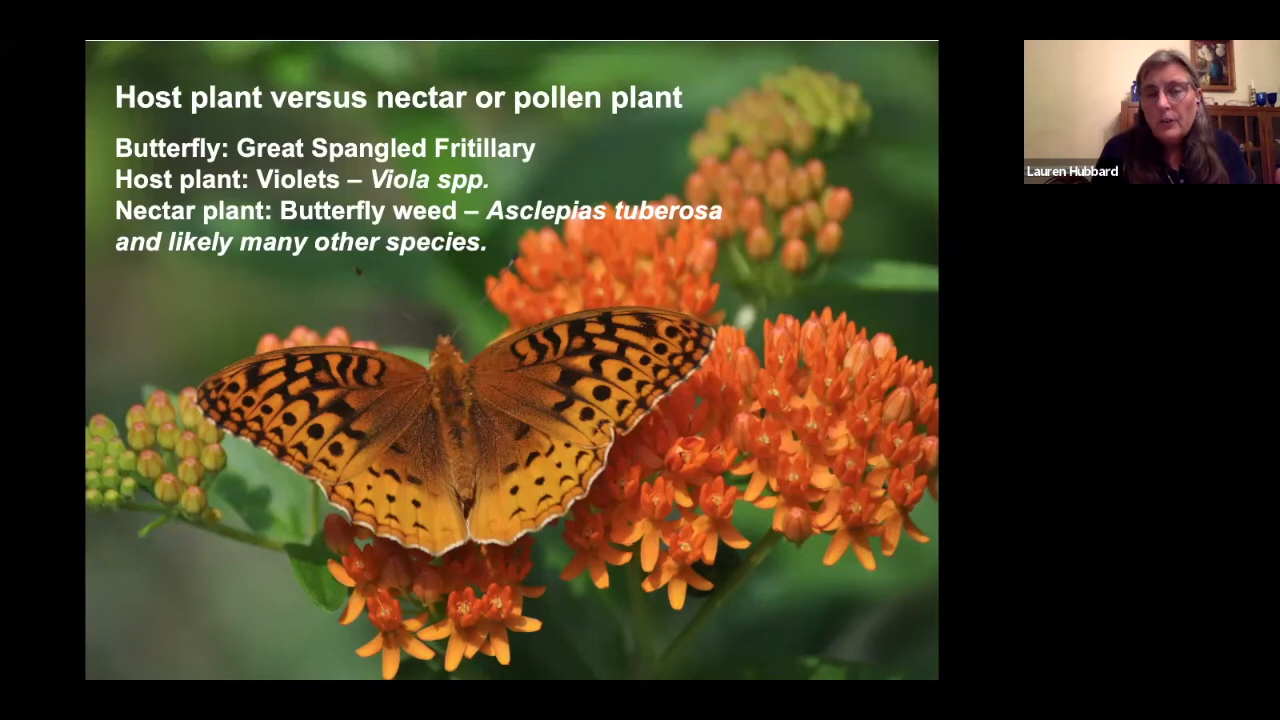 Host plant versus nectar or pollen plant
Butterfly: Great Spangled Fritillary
Host plant: Violets – Viola spp.
Nectar plant: Butterfly weed – Asclepias tuberosa
and likely many other species.
Lauren Hubbard